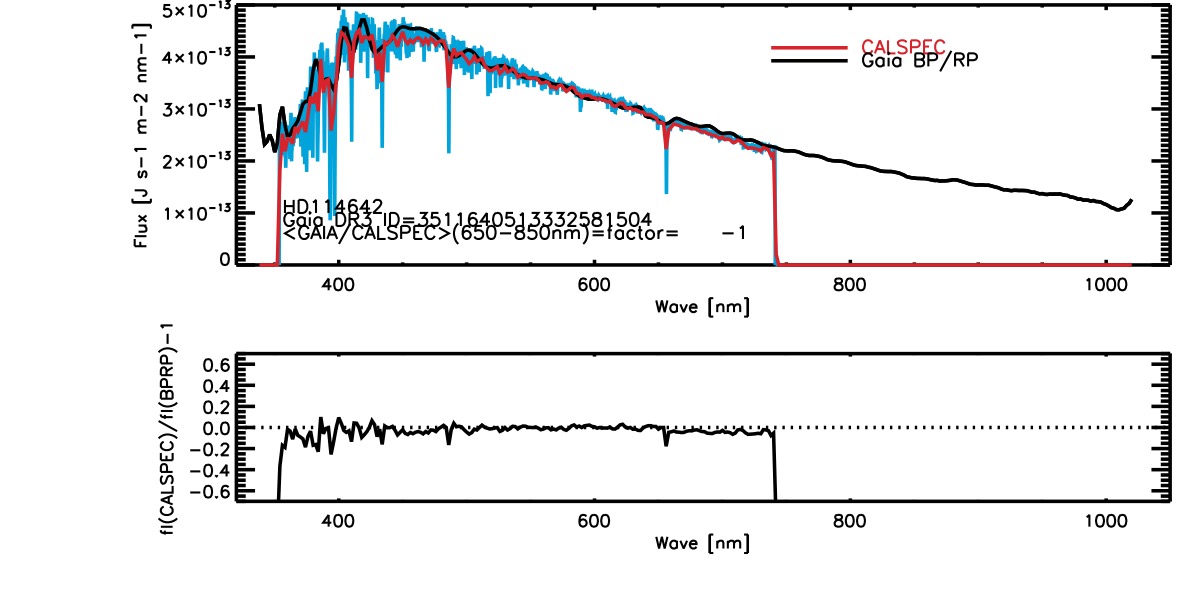 5×10−13
4×10−13
3×10−13
2×10−13
1×10−13
0
Flux [J s−1 m−2 nm−1]
CALSPEC
Gaia BP/RP
HD114642
Gaia DR3 ID=3511640513332581504
<GAIA/CALSPEC>(650−850nm)=factor= −1
400 600 800 1000
Wave [nm]
fl(CALSPEC)/fl(BPRP)−1
0.6
0.4
0.2
0.0
−0.2
−0.4
−0.6
400 600 800 1000
Wave [nm]